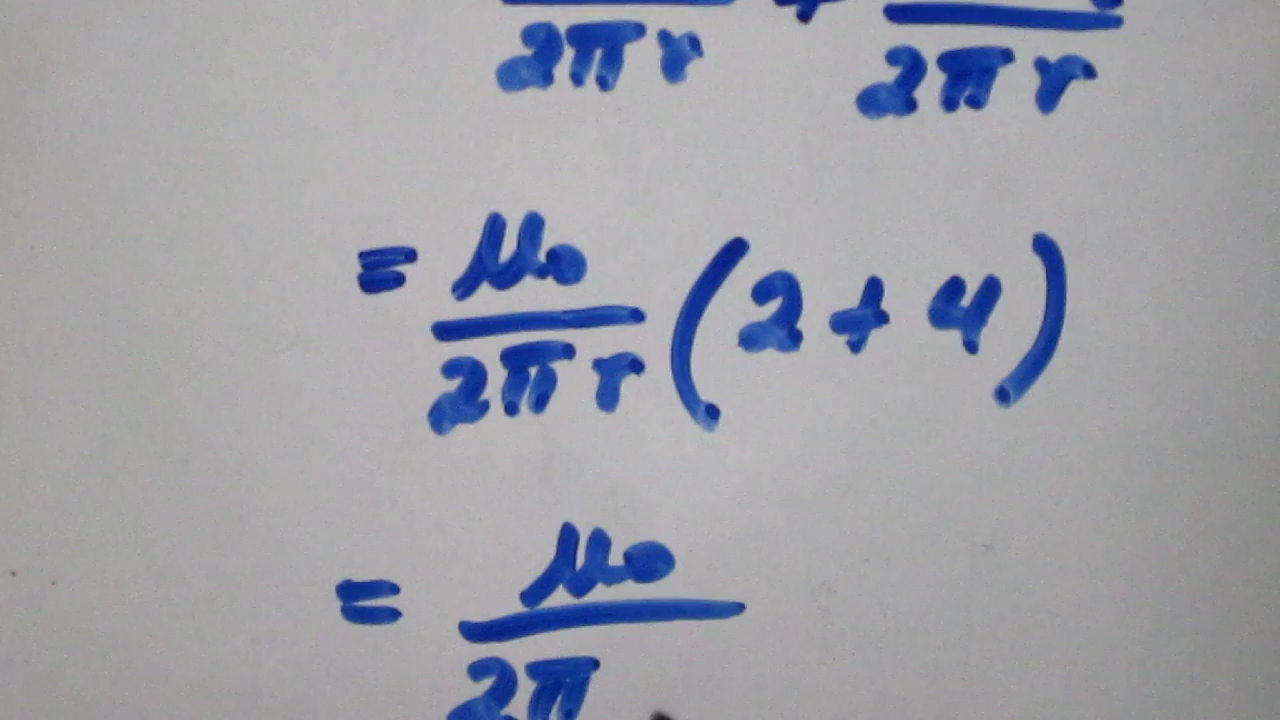 2πr + 2πr
= μ₀
2πr (2 + 4)
= μ₀
2π